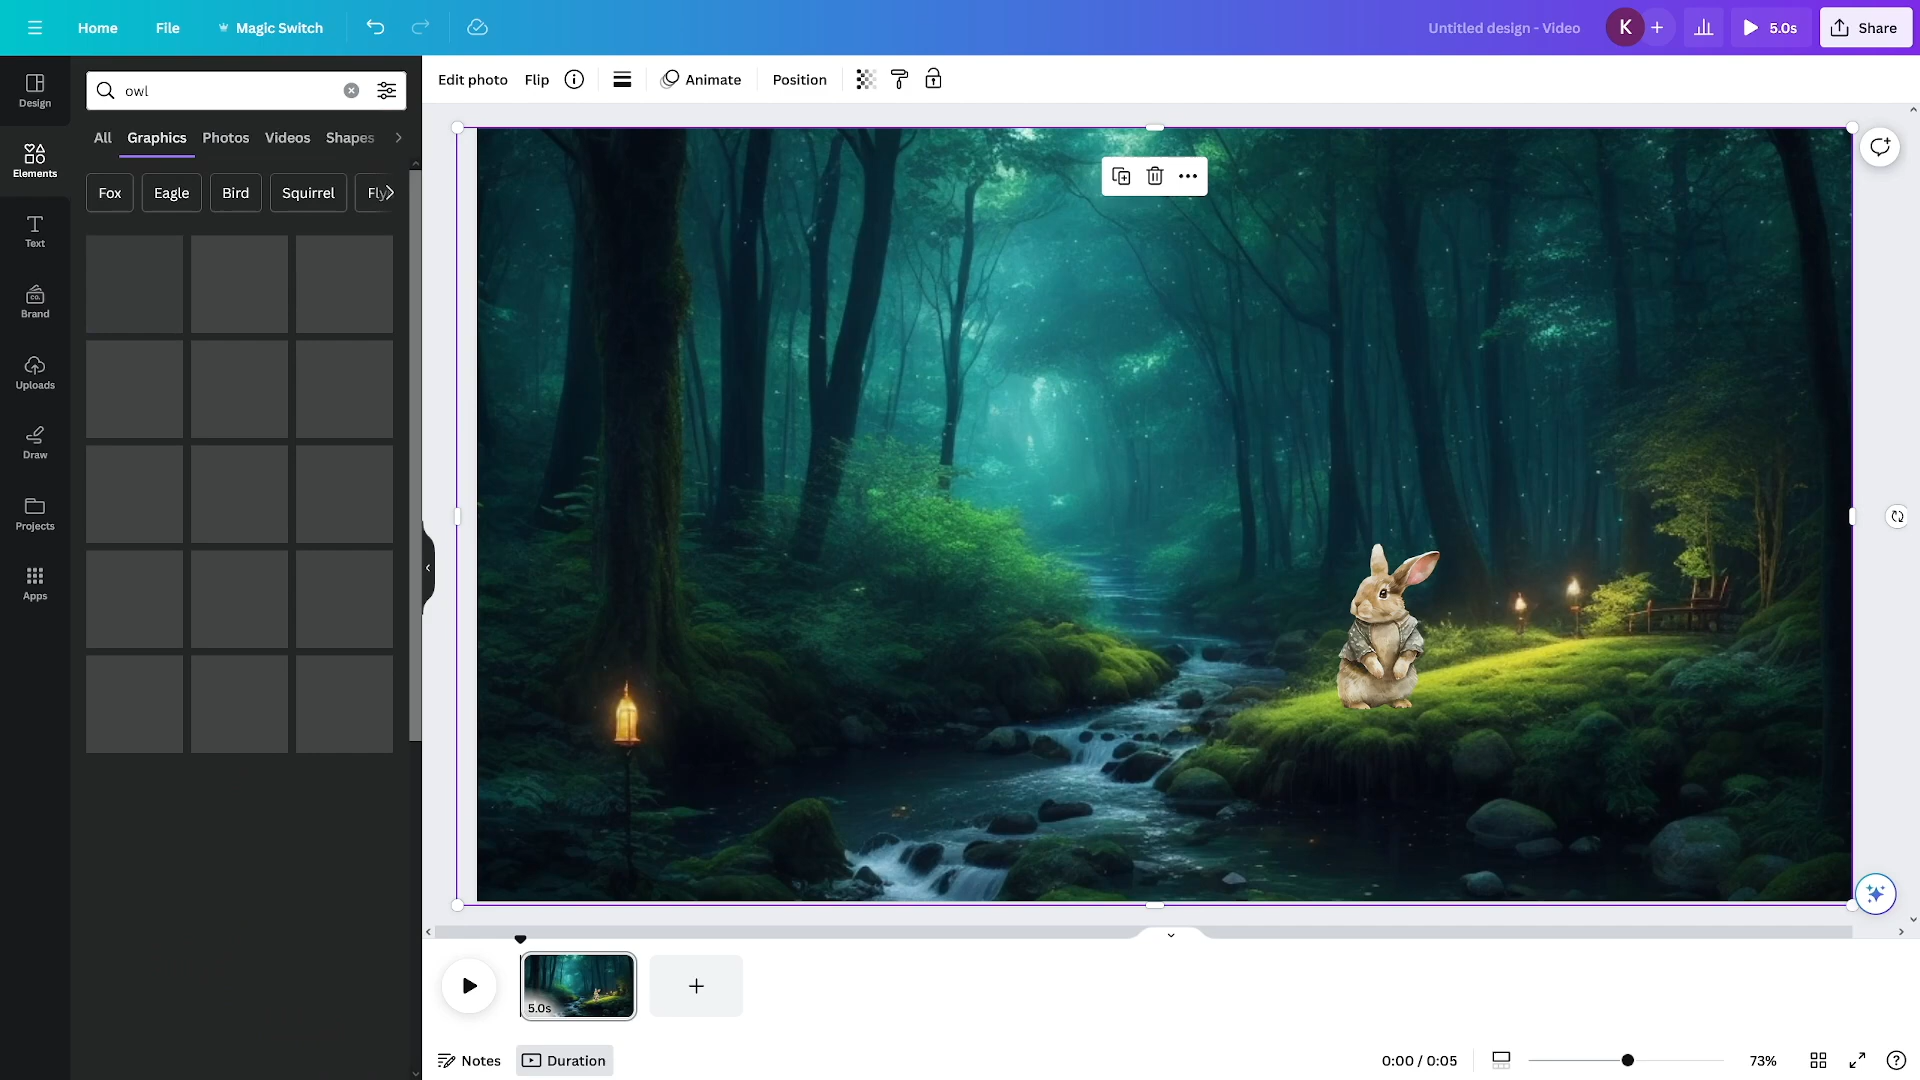 Home File Magic Switch Untitled design - Video K 5.0s Share
Edit photo Flip Animate Position
owl
All Graphics Photos Videos Shapes
Fox Eagle Bird Squirrel Fly
Design
Elements
Text
CO.
Brand
Uploads
Draw
Projects
Apps
5.0s
Notes Duration 0:00 / 0:05 73%